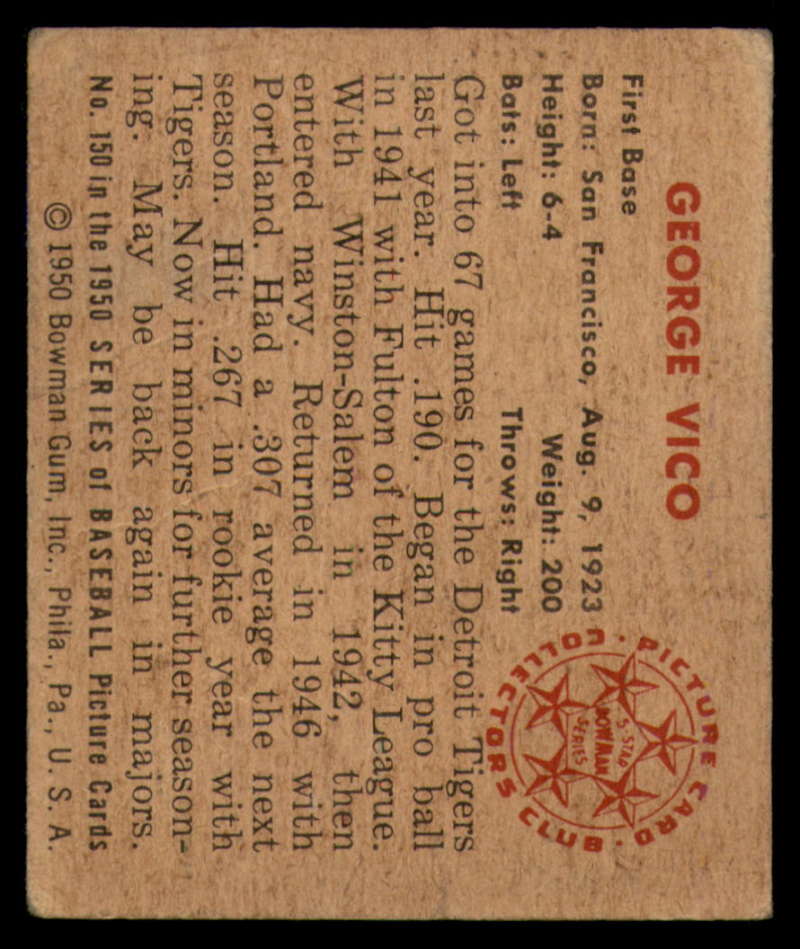 GEORGE VICO
First Base
Born: San Francisco, Aug. 9, 1923
Height: 6-4 Weight: 200
Bats: Left Throws: Right
PICTURE CARD · COLLECTORS CLUB ·
5-STAR
BOWMAN
SERIES
Got into 67 games for the Detroit Tigers
last year. Hit .190. Began in pro ball
in 1941 with Fulton of the Kitty League.
With Winston-Salem in 1942, then
entered navy. Returned in 1946 with
Portland. Had a .307 average the next
season. Hit .267 in rookie year with
Tigers. Now in minors for further season-
ing. May be back again in majors.
No. 150 in the 1950 SERIES of BASEBALL Picture Cards
© 1950 Bowman Gum, Inc., Phila., Pa., U. S. A.